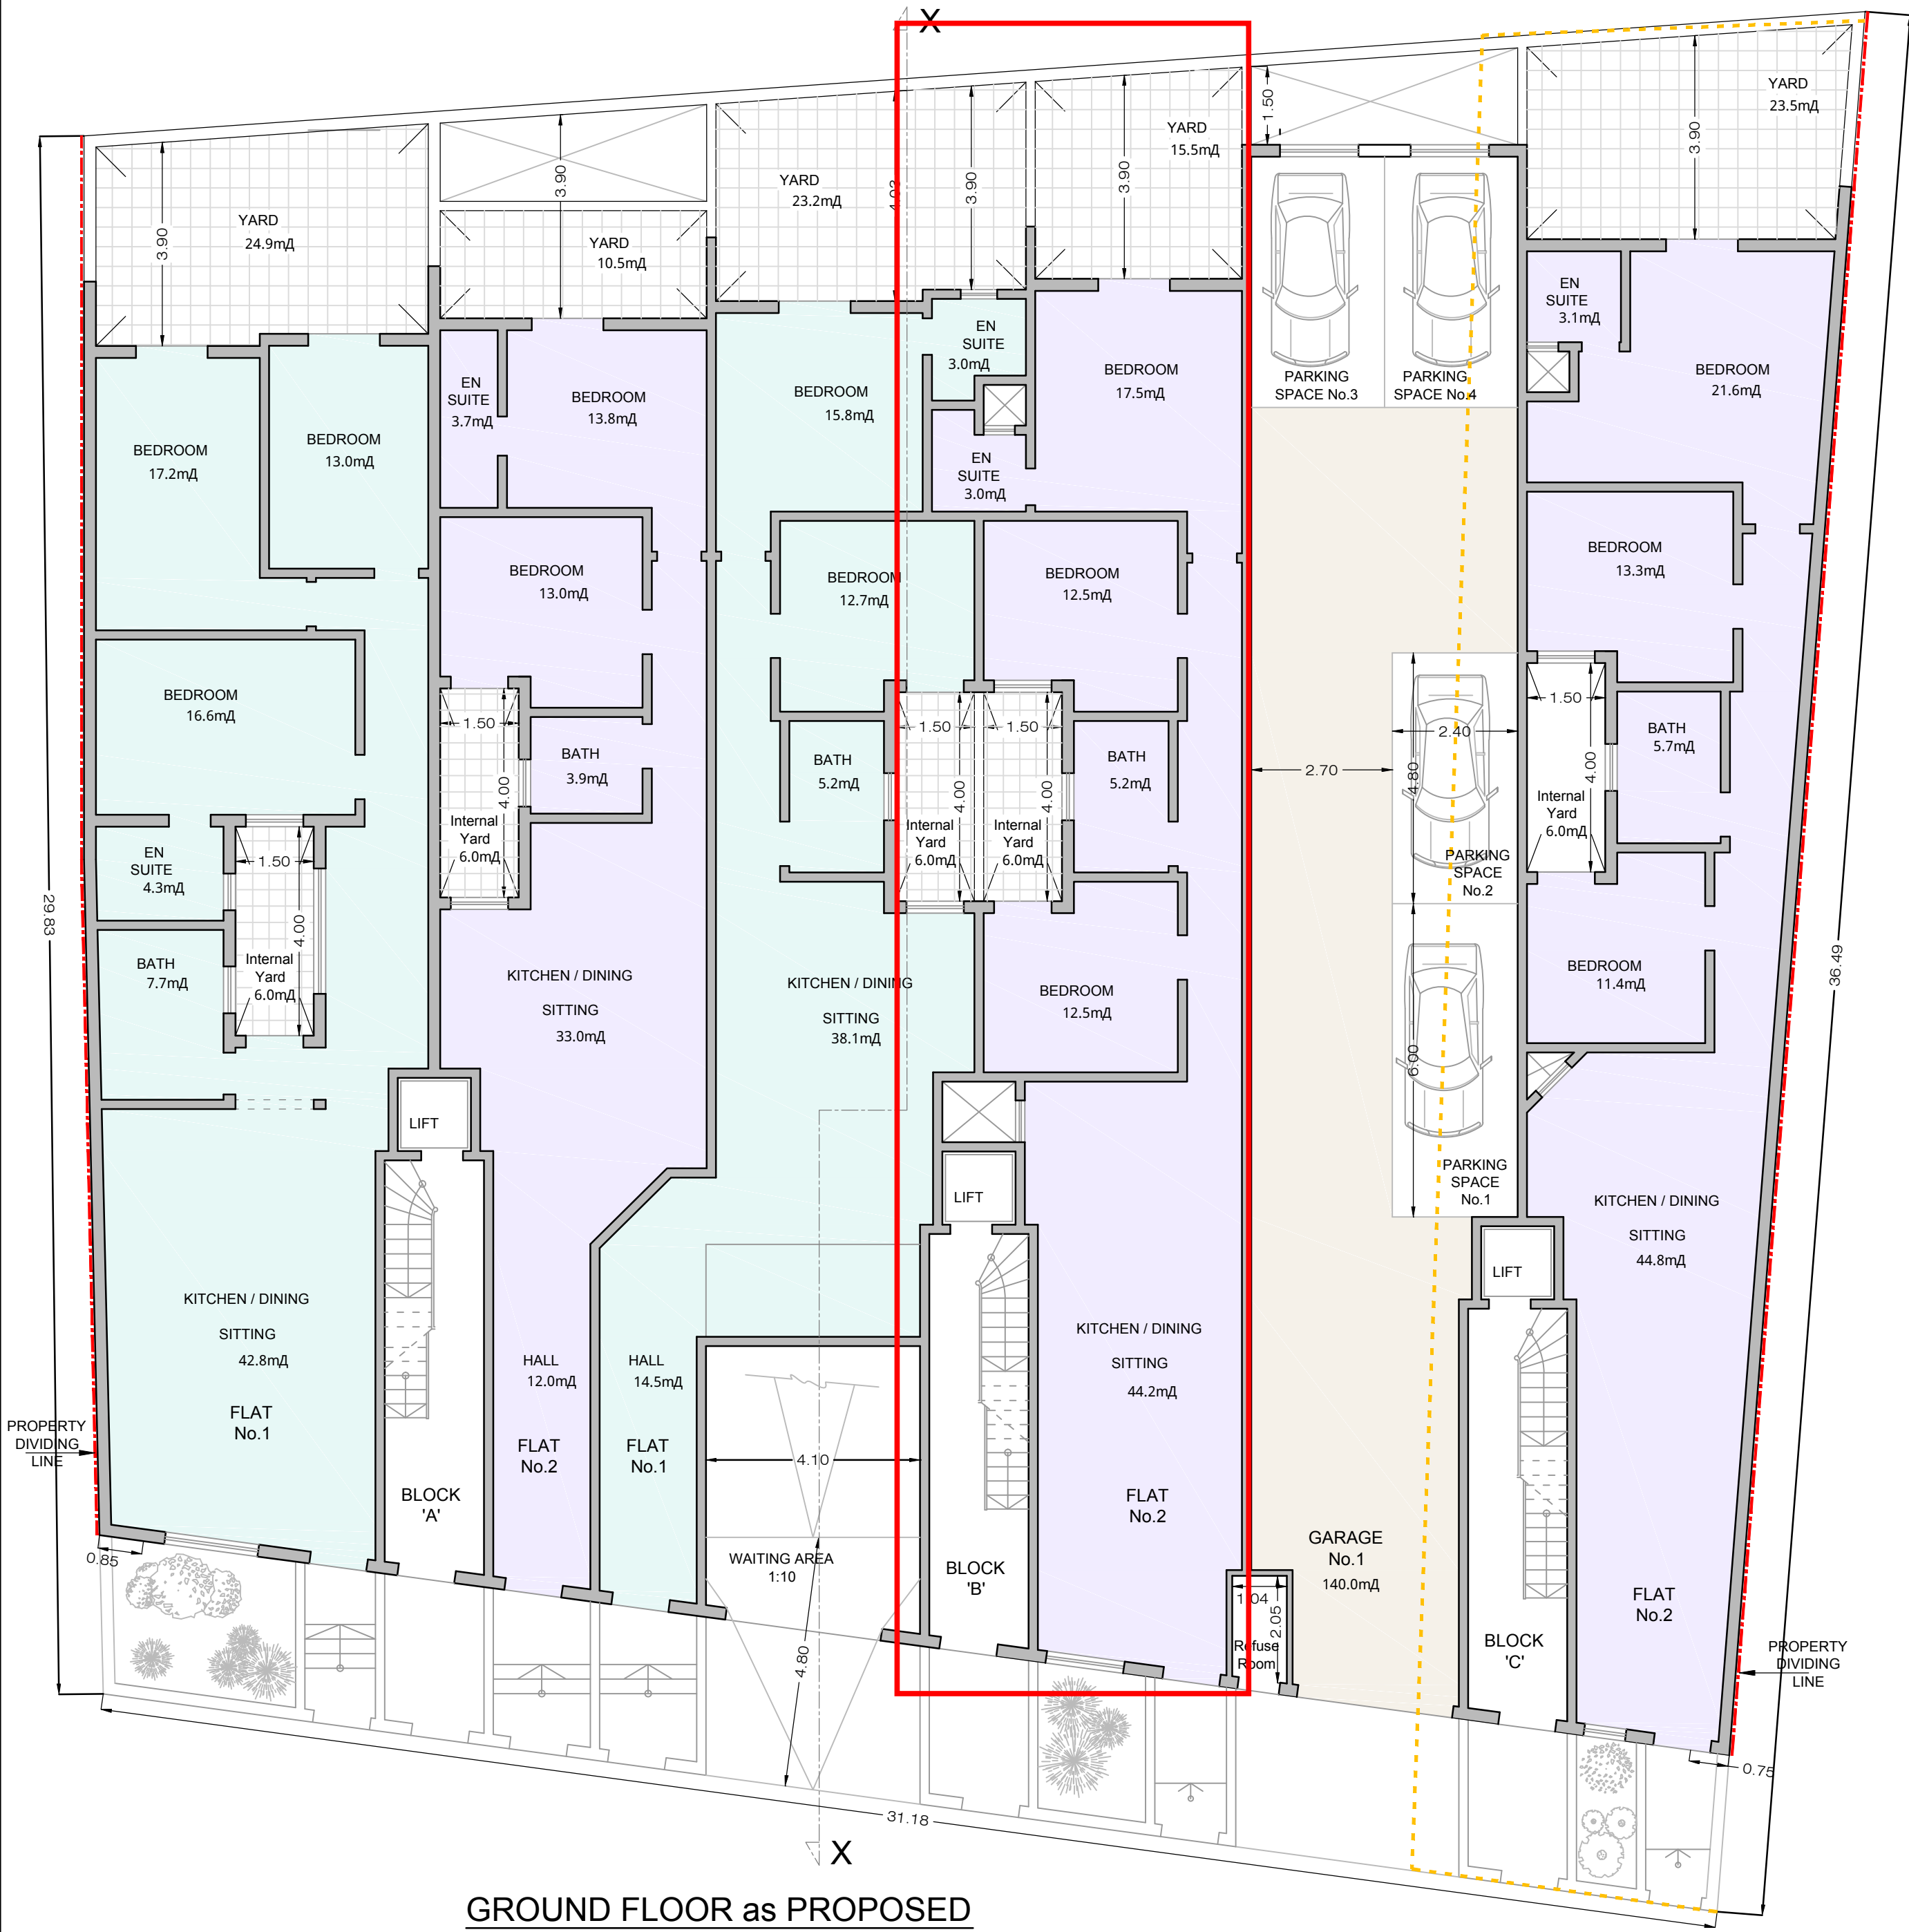 X
YARD
24.9mД
3.90
3.90
YARD
10.5mД
YARD
23.2mД
4.03
3.90
3.90
YARD
15.5mД
1.50
3.90
YARD
23.5mД
BEDROOM
17.2mД
BEDROOM
13.0mД
EN
SUITE
3.7mД
BEDROOM
13.8mД
BEDROOM
15.8mД
EN
SUITE
3.0mД
EN
SUITE
3.0mД
BEDROOM
17.5mД
PARKING
SPACE No.3
PARKING
SPACE No.4
EN
SUITE
3.1mД
BEDROOM
21.6mД
BEDROOM
13.0mД
BEDROOM
12.7mД
BEDROOM
12.5mД
BEDROOM
13.3mД
BEDROOM
16.6mД
1.50
BATH
3.9mД
4.00
Internal
Yard
6.0mД
BATH
5.2mД
1.50
4.00
Internal
Yard
6.0mД
1.50
4.00
Internal
Yard
6.0mД
BATH
5.2mД
2.70
2.40
4.80
PARKING
SPACE
No.2
1.50
4.00
Internal
Yard
6.0mД
BATH
5.7mД
EN
SUITE
4.3mД
1.50
4.00
Internal
Yard
6.0mД
BATH
7.7mД
29.83
KITCHEN / DINING
SITTING
33.0mД
KITCHEN / DINING
SITTING
38.1mД
BEDROOM
12.5mД
BEDROOM
11.4mД
36.49
6.00
PARKING
SPACE
No.1
LIFT
LIFT
LIFT
KITCHEN / DINING
SITTING
44.8mД
KITCHEN / DINING
SITTING
42.8mД
FLAT
No.1
HALL
12.0mД
FLAT
No.2
HALL
14.5mД
FLAT
No.1
KITCHEN / DINING
SITTING
44.2mД
FLAT
No.2
PROPERTY
DIVIDING
LINE
BLOCK
'A'
4.10
WAITING AREA
1:10
BLOCK
'B'
GARAGE
No.1
140.0mД
1.04
2.05
Refuse
Room
BLOCK
'C'
FLAT
No.2
PROPERTY
DIVIDING
LINE
0.85
4.80
0.75
31.18
X
GROUND FLOOR as PROPOSED